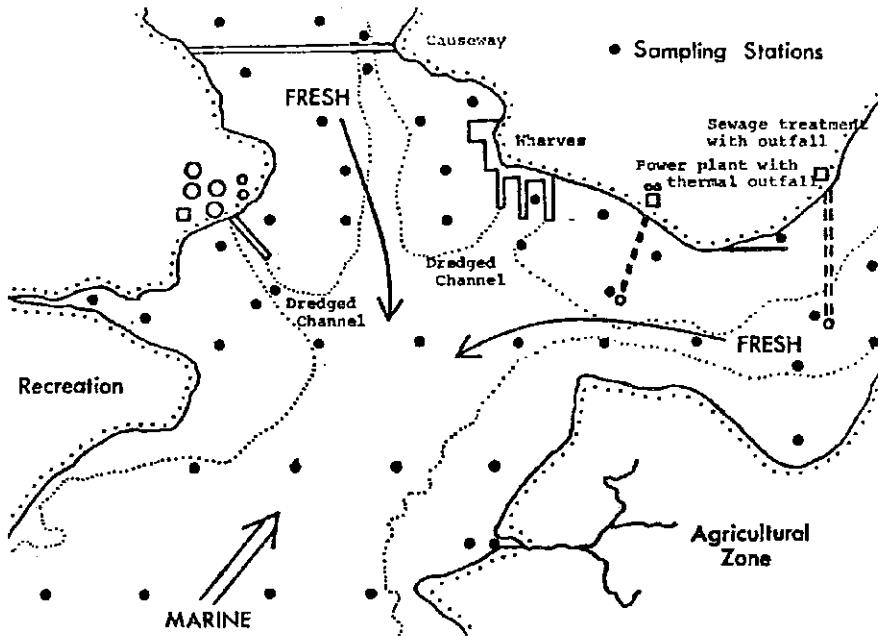 Causeway
Sampling Stations
FRESH
Sewage treatment
with outfall
Wharves
Power plant with
thermal outfall
Dredged
Channel
Dredged
Channel
FRESH
Recreation
Agricultural
Zone
MARINE